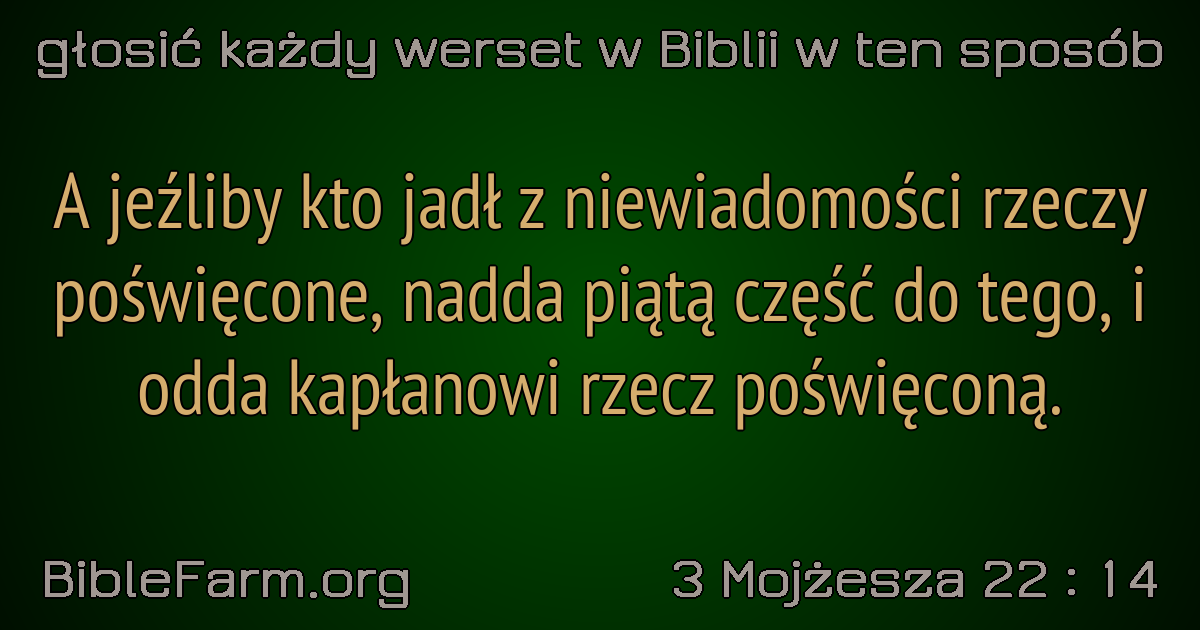 głosić każdy werset w Biblii w ten sposób
A jeźliby kto jadł z niewiadomości rzeczy
poświęcone, nadda piątą część do tego, i
odda kapłanowi rzecz poświęconą.
BibleFarm.org
3 Mojżesza 22 : 14